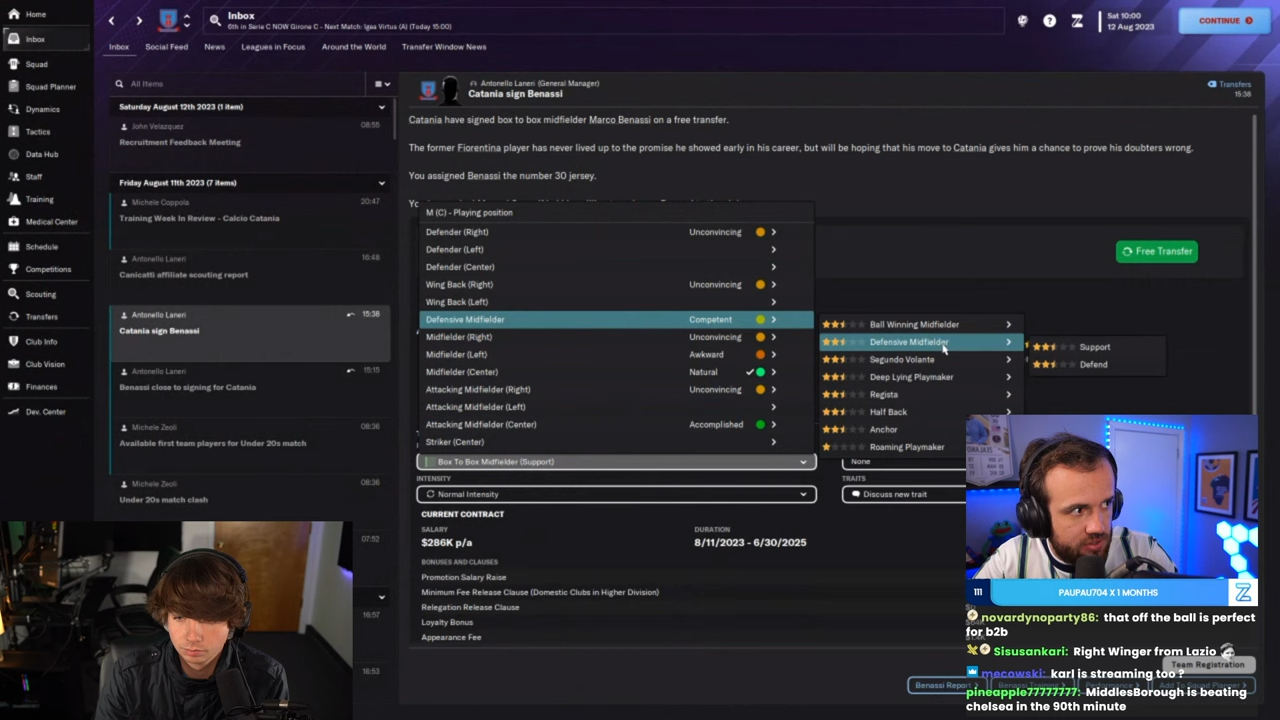 Home
Inbox
Squad
Squad Planner
Dynamics
Tactics
Data Hub
Staff
Training
Medical Center
Schedule
Competitions
Scouting
Transfers
Club Info
Club Vision
Finances
Dev. Center
Inbox
6th in Serie C NOW Girone C - Next Match: Igea Virtus (A) (Today 15:00)
Sat 10:00
12 Aug 2023
CONTINUE
Inbox
Social Feed
News
Leagues in Focus
Around the World
Transfer Window News
All Items
Saturday August 12th 2023 (1 item)
John Velazquez
08:55
Recruitment Feedback Meeting
Friday August 11th 2023 (7 items)
Michele Coppola
20:47
Training Week In Review - Calcio Catania
Antonello Laneri
16:48
Canicatti affiliate scouting report
Antonello Laneri
15:38
Catania sign Benassi
Antonello Laneri
15:15
Benassi close to signing for Catania
Michele Zeoli
08:36
Available first team players for Under 20s match
Michele Zeoli
08:36
Under 20s match clash
07:52
16:57
16:53
Antonello Laneri (General Manager)
Catania sign Benassi
Transfers
15:38
Catania have signed box to box midfielder Marco Benassi on a free transfer.
The former Fiorentina player has never lived up to the promise he showed early in his career, but will be hoping that his move to Catania gives him a chance to prove his doubters wrong.
You assigned Benassi the number 30 jersey.
Free Transfer
M (C) - Playing position
Defender (Right) Unconvincing
Defender (Left)
Defender (Center)
Wing Back (Right) Unconvincing
Wing Back (Left)
Defensive Midfielder Competent
Midfielder (Right) Unconvincing
Midfielder (Left) Awkward
Midfielder (Center) Natural
Attacking Midfielder (Right) Unconvincing
Attacking Midfielder (Left)
Attacking Midfielder (Center) Accomplished
Striker (Center)
Ball Winning Midfielder
Defensive Midfielder
Segundo Volante
Deep Lying Playmaker
Regista
Half Back
Anchor
Roaming Playmaker
Support
Defend
Box To Box Midfielder (Support)
None
INTENSITY
TRAITS
Normal Intensity
Discuss new trait
CURRENT CONTRACT
SALARY
DURATION
$286K p/a
8/11/2023 - 6/30/2025
BONUSES AND CLAUSES
Promotion Salary Raise
Minimum Fee Release Clause (Domestic Clubs in Higher Division)
Relegation Release Clause
Loyalty Bonus
Appearance Fee
PAUPAU704 X 1 MONTHS
novardynoparty86: that off the ball is perfect
for b2b
Sisusankari: Right Winger from Lazio
Team Registration
mecowski: karl is streaming too ?
Benassi Report
pineapple77777777: MiddlesBorough is beating
chelsea in the 90th minute